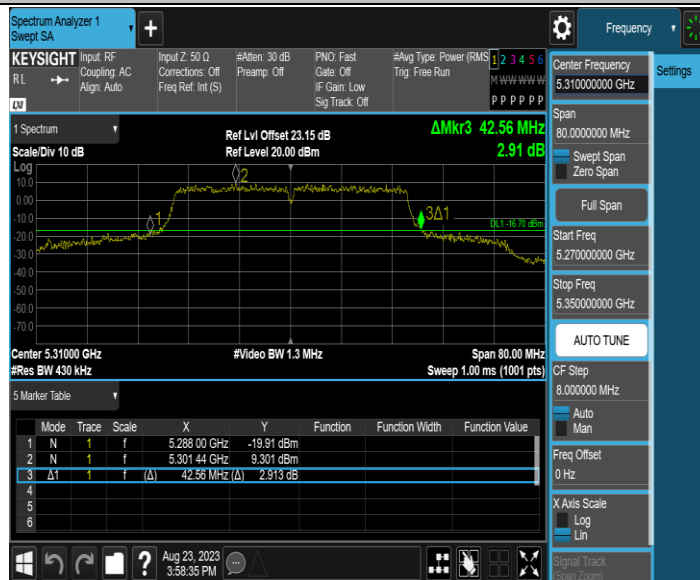 Spectrum Analyzer 1
Swept SA
+
Frequency
KEYSIGHT
R L
LXI
Input: RF
Coupling: AC
Align: Auto
Input Z: 50 Ω
Corrections: Off
Freq Ref: Int (S)
#Atten: 30 dB
Preamp: Off
PNO: Fast
Gate: Off
IF Gain: Low
Sig Track: Off
#Avg Type: Power (RMS
Trig: Free Run
1 2 3 4 5 6
M W W W W W
P P P P P P
Settings
1 Spectrum
Scale/Div 10 dB
Ref Lvl Offset 23.15 dB
Ref Level 20.00 dBm
ΔMkr3 42.56 MHz
2.91 dB
Log
10.0
0.00
-10.0
-20.0
-30.0
-40.0
-50.0
-60.0
-70.0
1
2
3Δ1
DL1 -16.70 dBm
Center 5.31000 GHz
#Video BW 1.3 MHz
Span 80.00 MHz
#Res BW 430 kHz
Sweep 1.00 ms (1001 pts)
5 Marker Table
Mode Trace Scale X Y Function Function Width Function Value
1 N 1 f 5.288 00 GHz -19.91 dBm
2 N 1 f 5.301 44 GHz 9.301 dBm
3 Δ1 1 f (Δ) 42.56 MHz (Δ) 2.913 dB
4
5
6
?
Aug 23, 2023
3:58:35 PM
Center Frequency
5.310000000 GHz
Span
80.0000000 MHz
Swept Span
Zero Span
Full Span
Start Freq
5.270000000 GHz
Stop Freq
5.350000000 GHz
AUTO TUNE
CF Step
8.000000 MHz
Auto
Man
Freq Offset
0 Hz
X Axis Scale
Log
Lin
Signal Track
(Span Zoom)